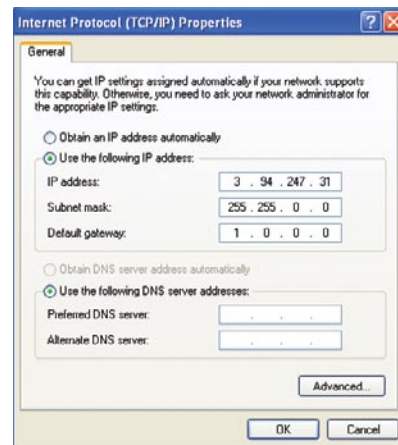 Internet Protocol (TCP/IP) Properties
General
You can get IP settings assigned automatically if your network supports
this capability. Otherwise, you need to ask your network administrator for
the appropriate IP settings.
Obtain an IP address automatically
Use the following IP address:
IP address: 3 . 94 . 247 . 31
Subnet mask: 255 . 255 . 0 . 0
Default gateway: 1 . 0 . 0 . 0
Obtain DNS server address automatically
Use the following DNS server addresses:
Preferred DNS server: . . .
Alternate DNS server: . . .
Advanced...
OK Cancel